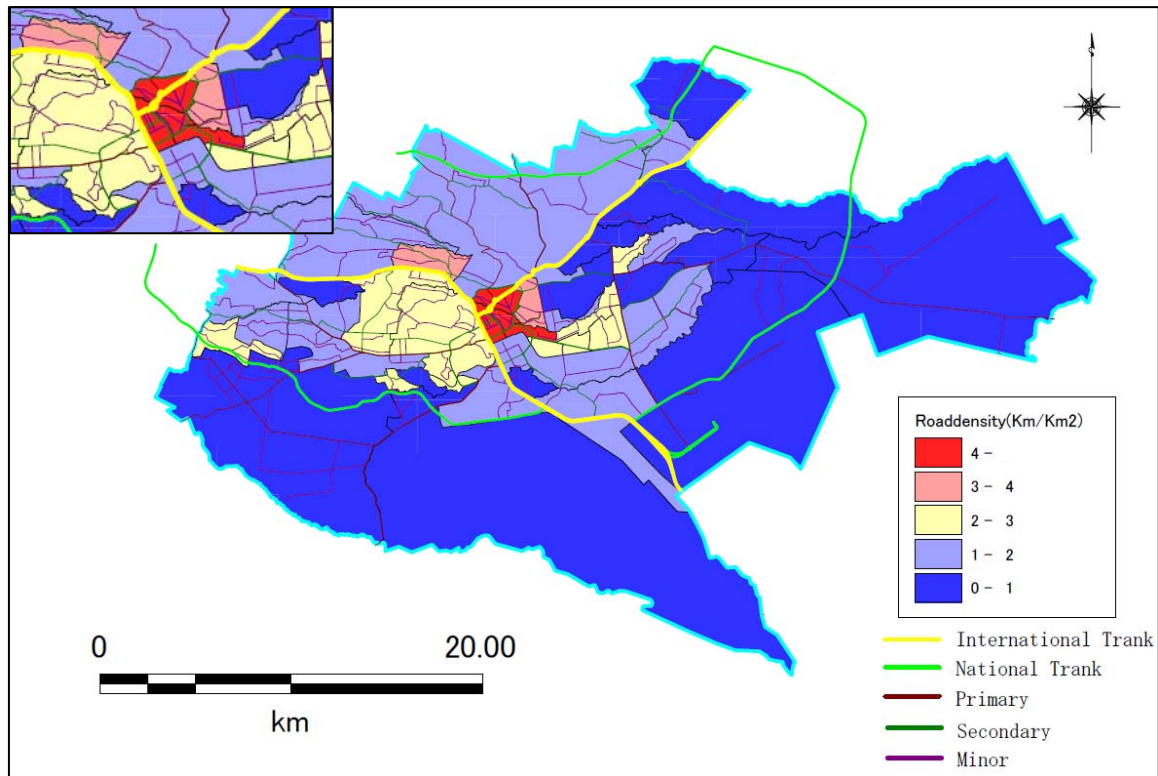 S
0 20.00
km
Roaddensity(Km/Km2)
4 -
3 - 4
2 - 3
1 - 2
0 - 1
International Trank
National Trank
Primary
Secondary
Minor